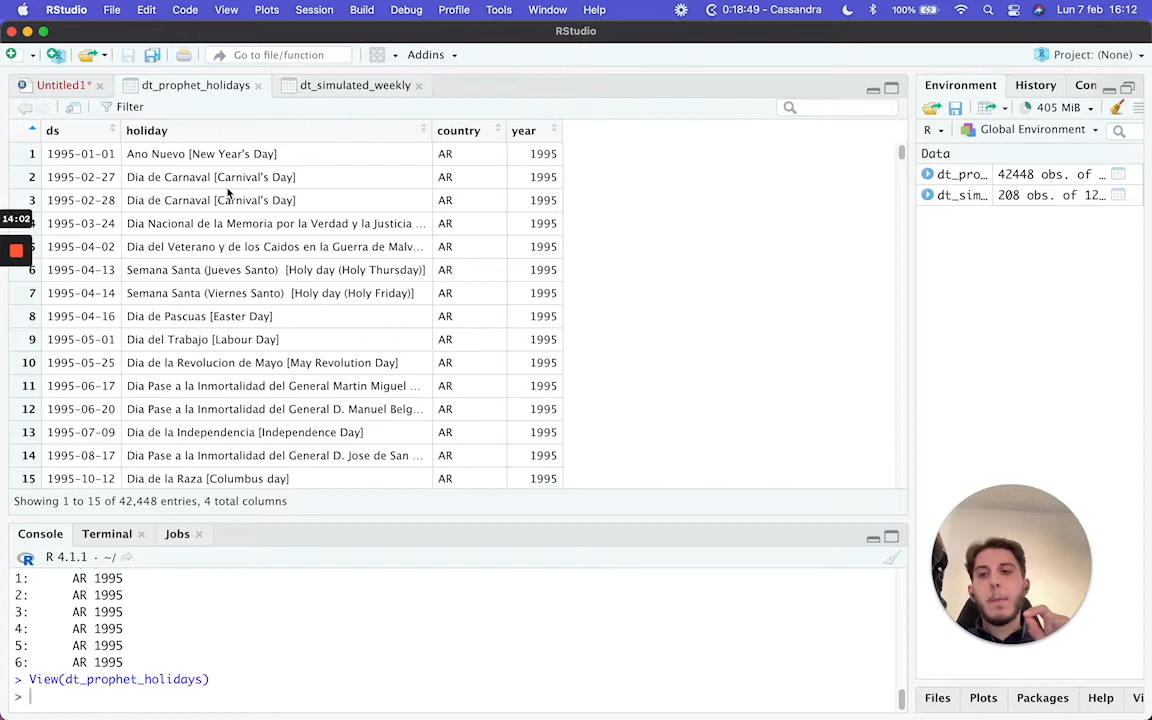 RStudio File Edit Code View Plots Session Build Debug Profile Tools Window Help 0:18:49 - Cassandra 100% Lun 7 feb 16:12
RStudio
Go to file/function Addins Project: (None)
Untitled1* dt_prophet_holidays dt_simulated_weekly
Filter
ds holiday country year
1 1995-01-01 Ano Nuevo [New Year's Day] AR 1995
2 1995-02-27 Dia de Carnaval [Carnival's Day] AR 1995
3 1995-02-28 Dia de Carnaval [Carnival's Day] AR 1995
1995-03-24 Dia Nacional de la Memoria por la Verdad y la Justicia ... AR 1995
1995-04-02 Dia del Veterano y de los Caidos en la Guerra de Malv... AR 1995
6 1995-04-13 Semana Santa (Jueves Santo) [Holy day (Holy Thursday)] AR 1995
7 1995-04-14 Semana Santa (Viernes Santo) [Holy day (Holy Friday)] AR 1995
8 1995-04-16 Dia de Pascuas [Easter Day] AR 1995
9 1995-05-01 Dia del Trabajo [Labour Day] AR 1995
10 1995-05-25 Dia de la Revolucion de Mayo [May Revolution Day] AR 1995
11 1995-06-17 Dia Pase a la Inmortalidad del General Martin Miguel ... AR 1995
12 1995-06-20 Dia Pase a la Inmortalidad del General D. Manuel Belg... AR 1995
13 1995-07-09 Dia de la Independencia [Independence Day] AR 1995
14 1995-08-17 Dia Pase a la Inmortalidad del General D. Jose de San ... AR 1995
15 1995-10-12 Dia de la Raza [Columbus day] AR 1995
Showing 1 to 15 of 42,448 entries, 4 total columns
14:02
Console Terminal Jobs
R 4.1.1 · ~/
1: AR 1995
2: AR 1995
3: AR 1995
4: AR 1995
5: AR 1995
6: AR 1995
> View(dt_prophet_holidays)
>
Environment History Con
405 MiB
R Global Environment
Data
dt_pro... 42448 obs. of ...
dt_sim... 208 obs. of 12...
Files Plots Packages Help Vi